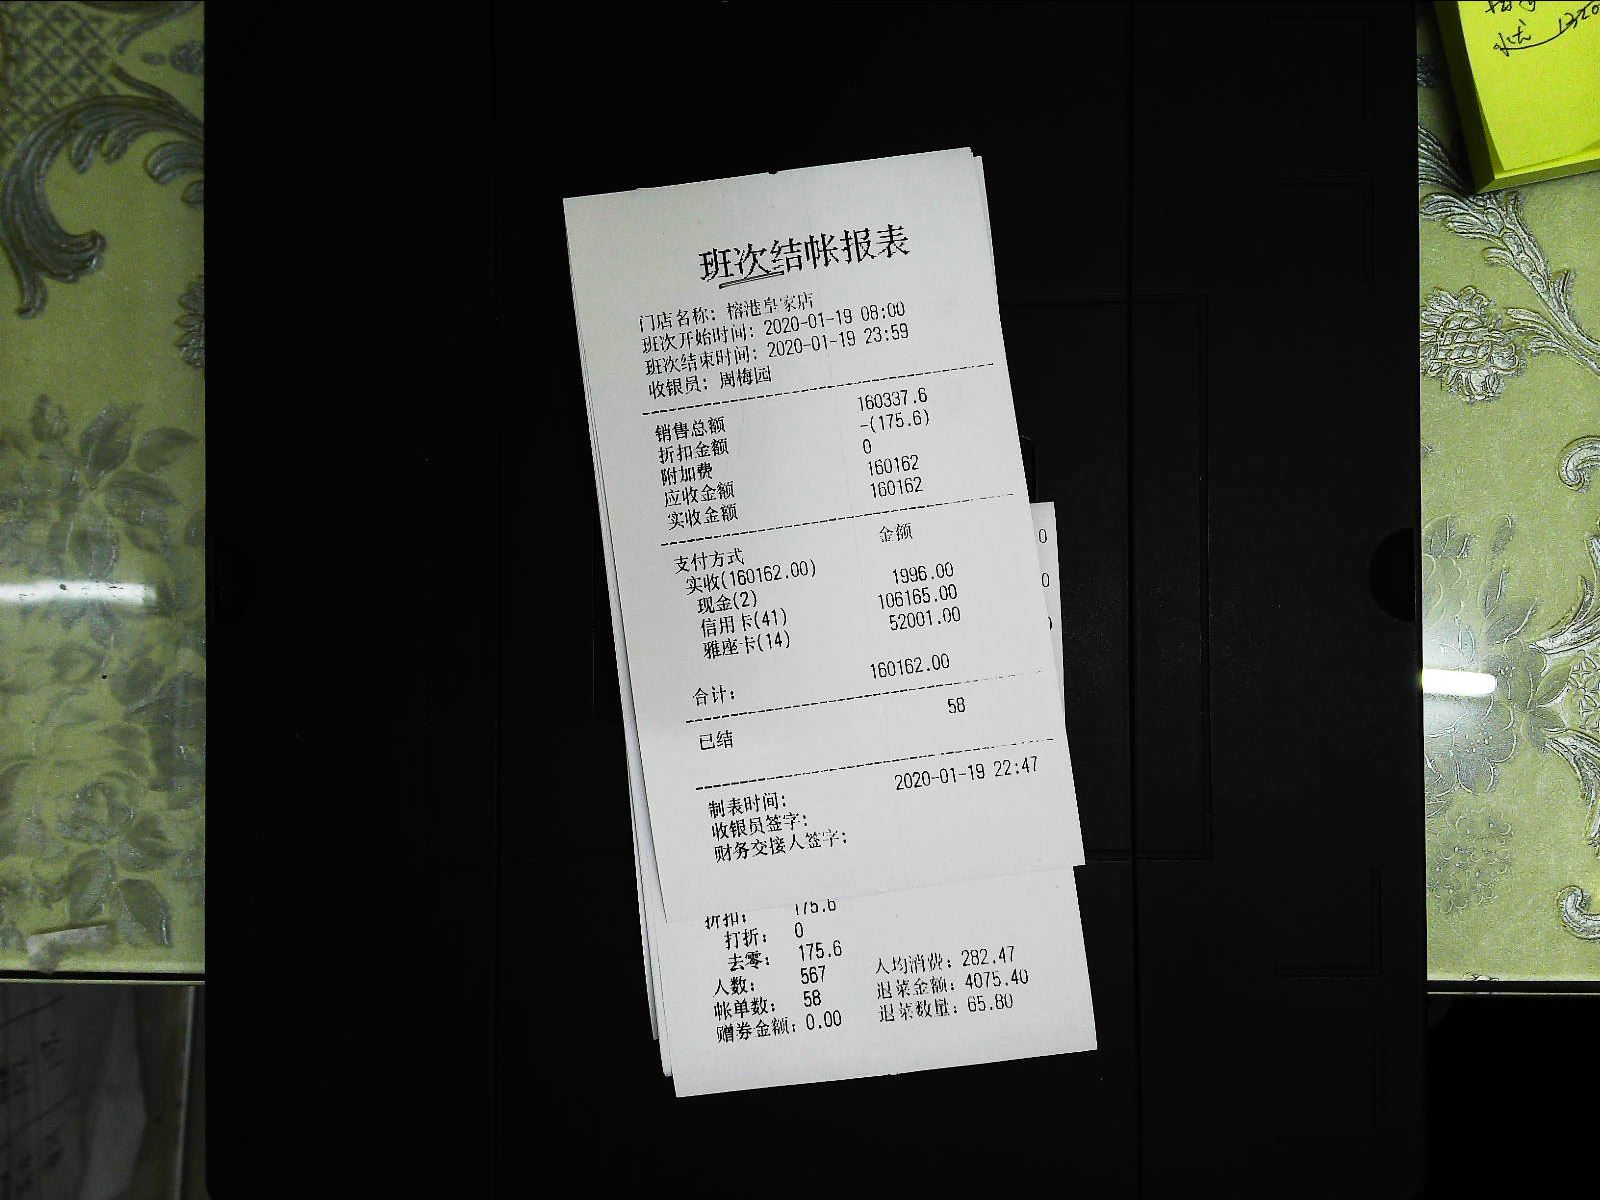 班次结帐报表
门店名称: 榕港皇家店
班次开始时间: 2020-01-19 08:00
班次结束时间: 2020-01-19 23:59
收银员: 周梅园
销售总额 160337.6
折扣金额 -(175.6)
附加费 0
应收金额 160162
实收金额 160162
支付方式 金额
实收(160162.00)
现金(2) 1996.00
信用卡(41) 106165.00
雅座卡(14) 52001.00
合计: 160162.00
已结 58
制表时间: 2020-01-19 22:47
收银员签字:
财务交接人签字:
折扣: 175.6
打折: 0
去零: 175.6
人数: 567 人均消费: 282.47
帐单数: 58 退菜金额: 4075.40
赠券金额: 0.00 退菜数量: 65.80